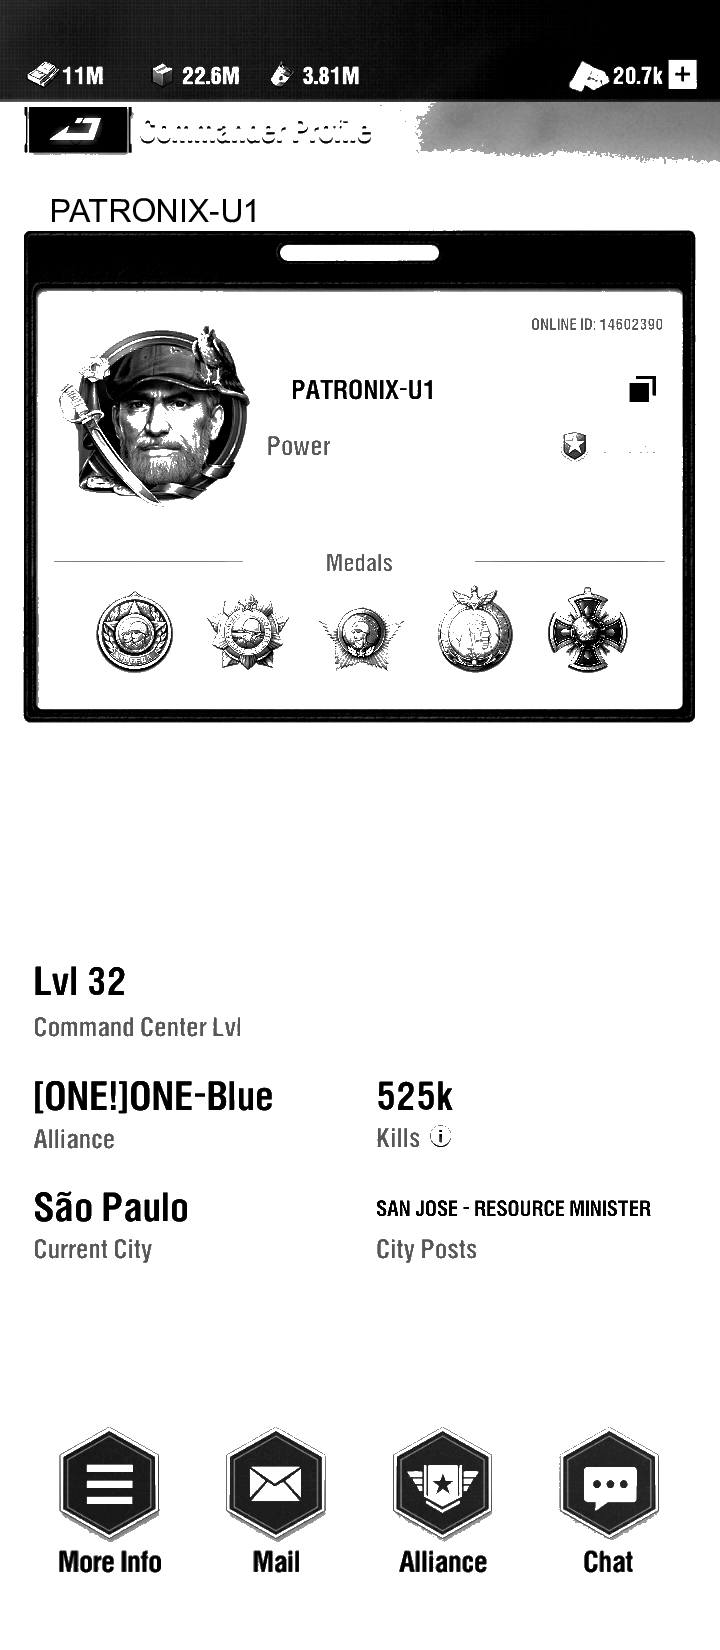 11M 22.6M 3.81M 20.7k
Commander Profile
PATRONIX-U1
ONLINE ID: 14602390
PATRONIX-U1
Power
Medals
Lvl 32
Command Center Lvl
[ONE!]ONE-Blue 525k
Alliance Kills
São Paulo SAN JOSE - RESOURCE MINISTER
Current City City Posts
More Info Mail Alliance Chat